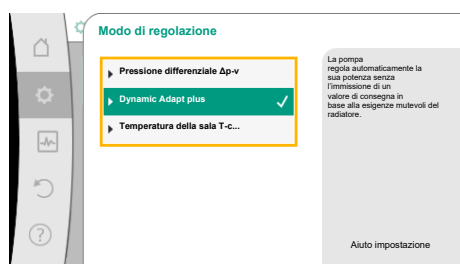 Modo di regolazione
Pressione differenziale Δp-v
Dynamic Adapt plus
Temperatura della sala T-c...
La pompa
regola automaticamente la
sua potenza senza
l'immissione di un
valore di consegna in
base alla esigenze mutevoli del
radiatore.
Aiuto impostazione